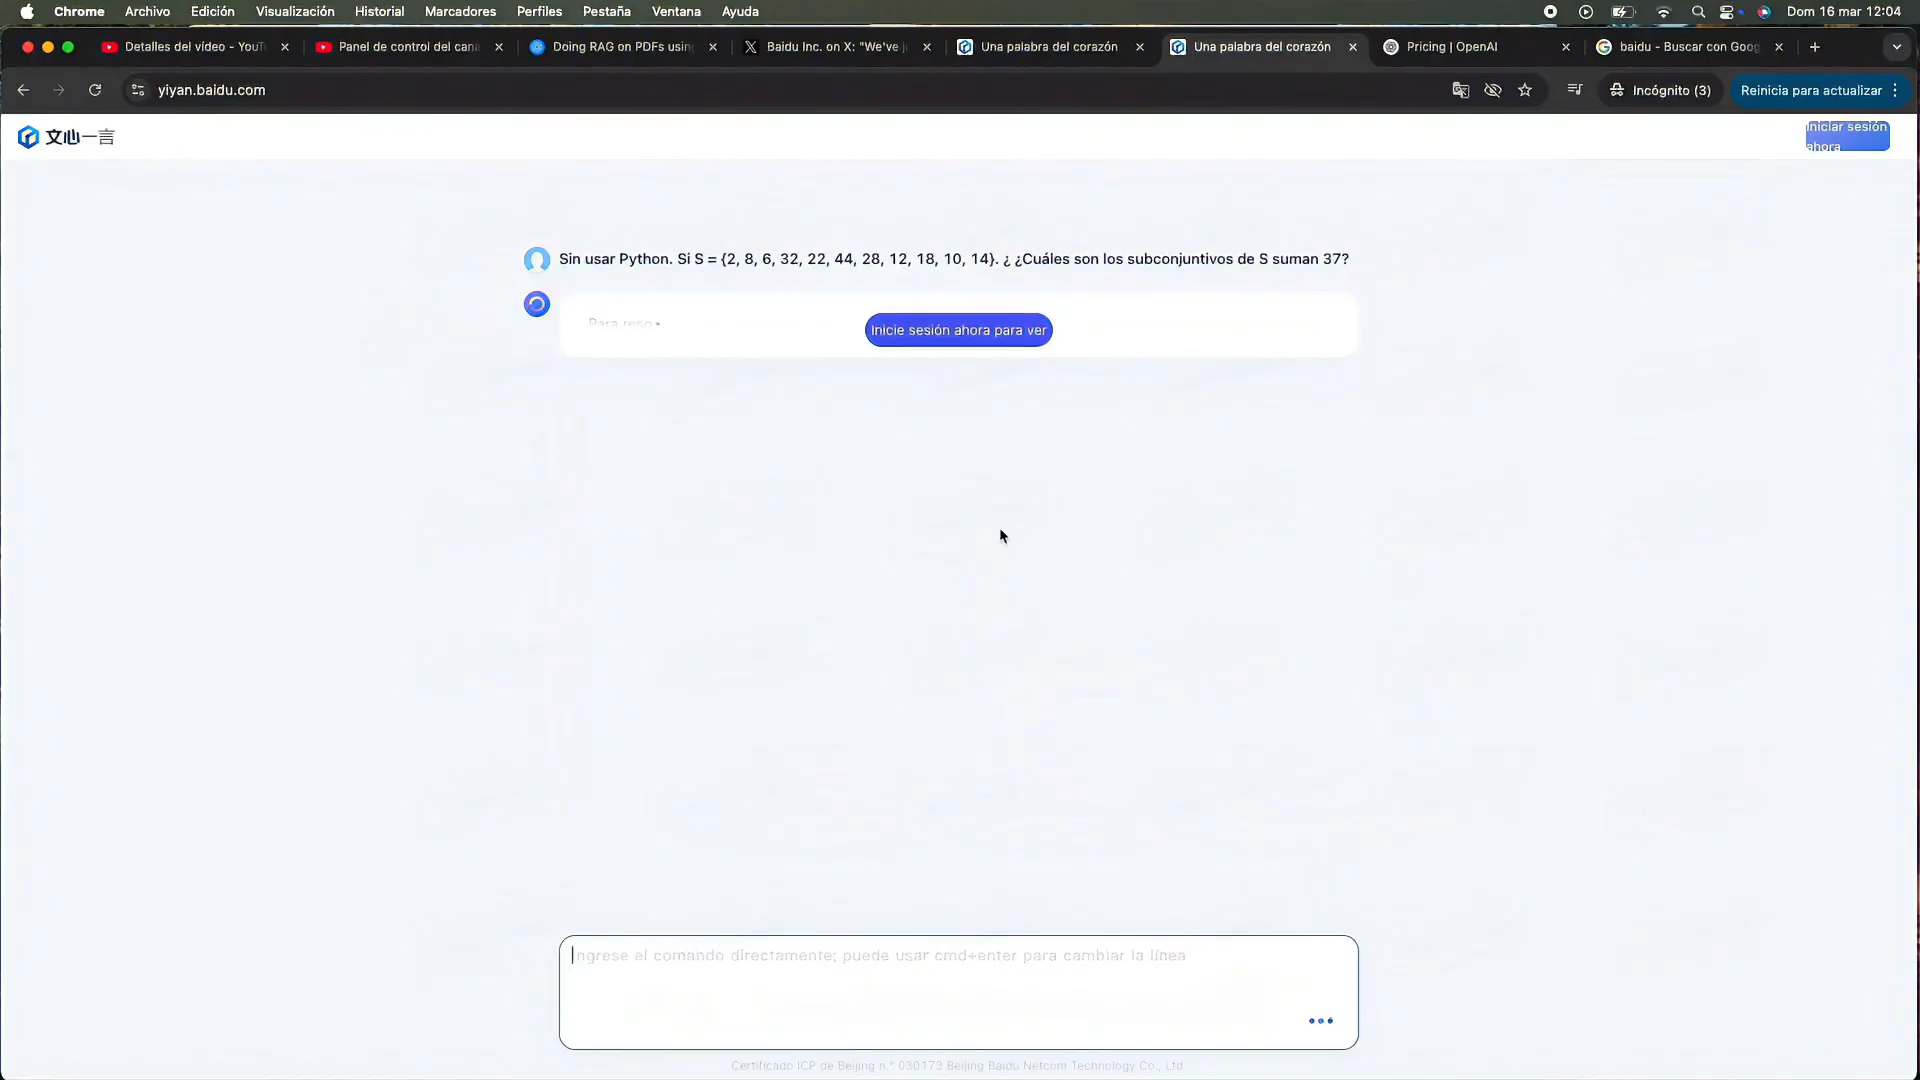 Chrome Archivo Edición Visualización Historial Marcadores Perfiles Pestaña Ventana Ayuda Dom 16 mar 12:04
Detalles del vídeo - YouT Panel de control del cana Doing RAG on PDFs using Baidu Inc. on X: "We've j Una palabra del corazón Una palabra del corazón Pricing | OpenAI baidu - Buscar con Goog
yiyan.baidu.com Incógnito (3) Reinicia para actualizar
文心一言
Iniciar sesión
ahora
Sin usar Python. Si S = {2, 8, 6, 32, 22, 44, 28, 12, 18, 10, 14}. ¿ ¿Cuáles son los subconjuntivos de S suman 37?
Para reso
Inicie sesión ahora para ver
Ingrese el comando directamente; puede usar cmd+enter para cambiar la línea
Certificado ICP de Beijing n.° 030173 Beijing Baidu Netcom Technology Co., Ltd.